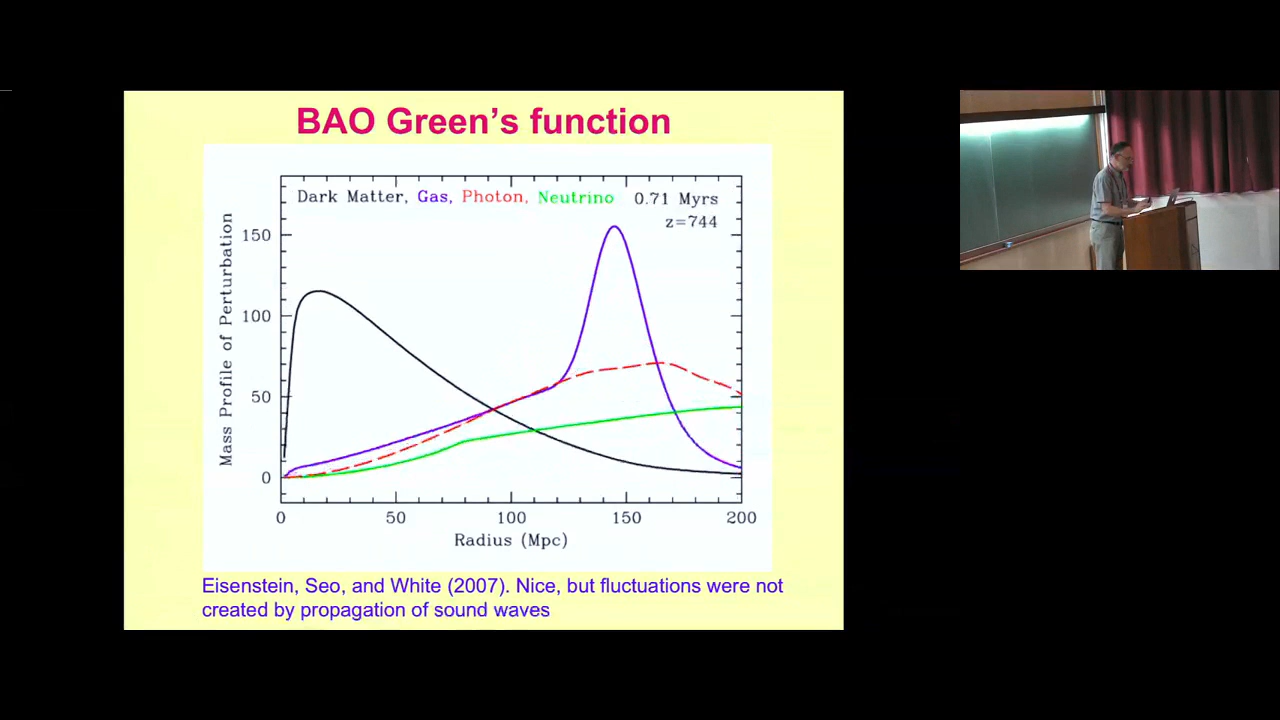 BAO Green's function
Dark Matter, Gas, Photon, Neutrino 0.71 Myrs
z=744
Mass Profile of Perturbation
150
100
50
0
0 50 100 150 200
Radius (Mpc)
Eisenstein, Seo, and White (2007). Nice, but fluctuations were not
created by propagation of sound waves